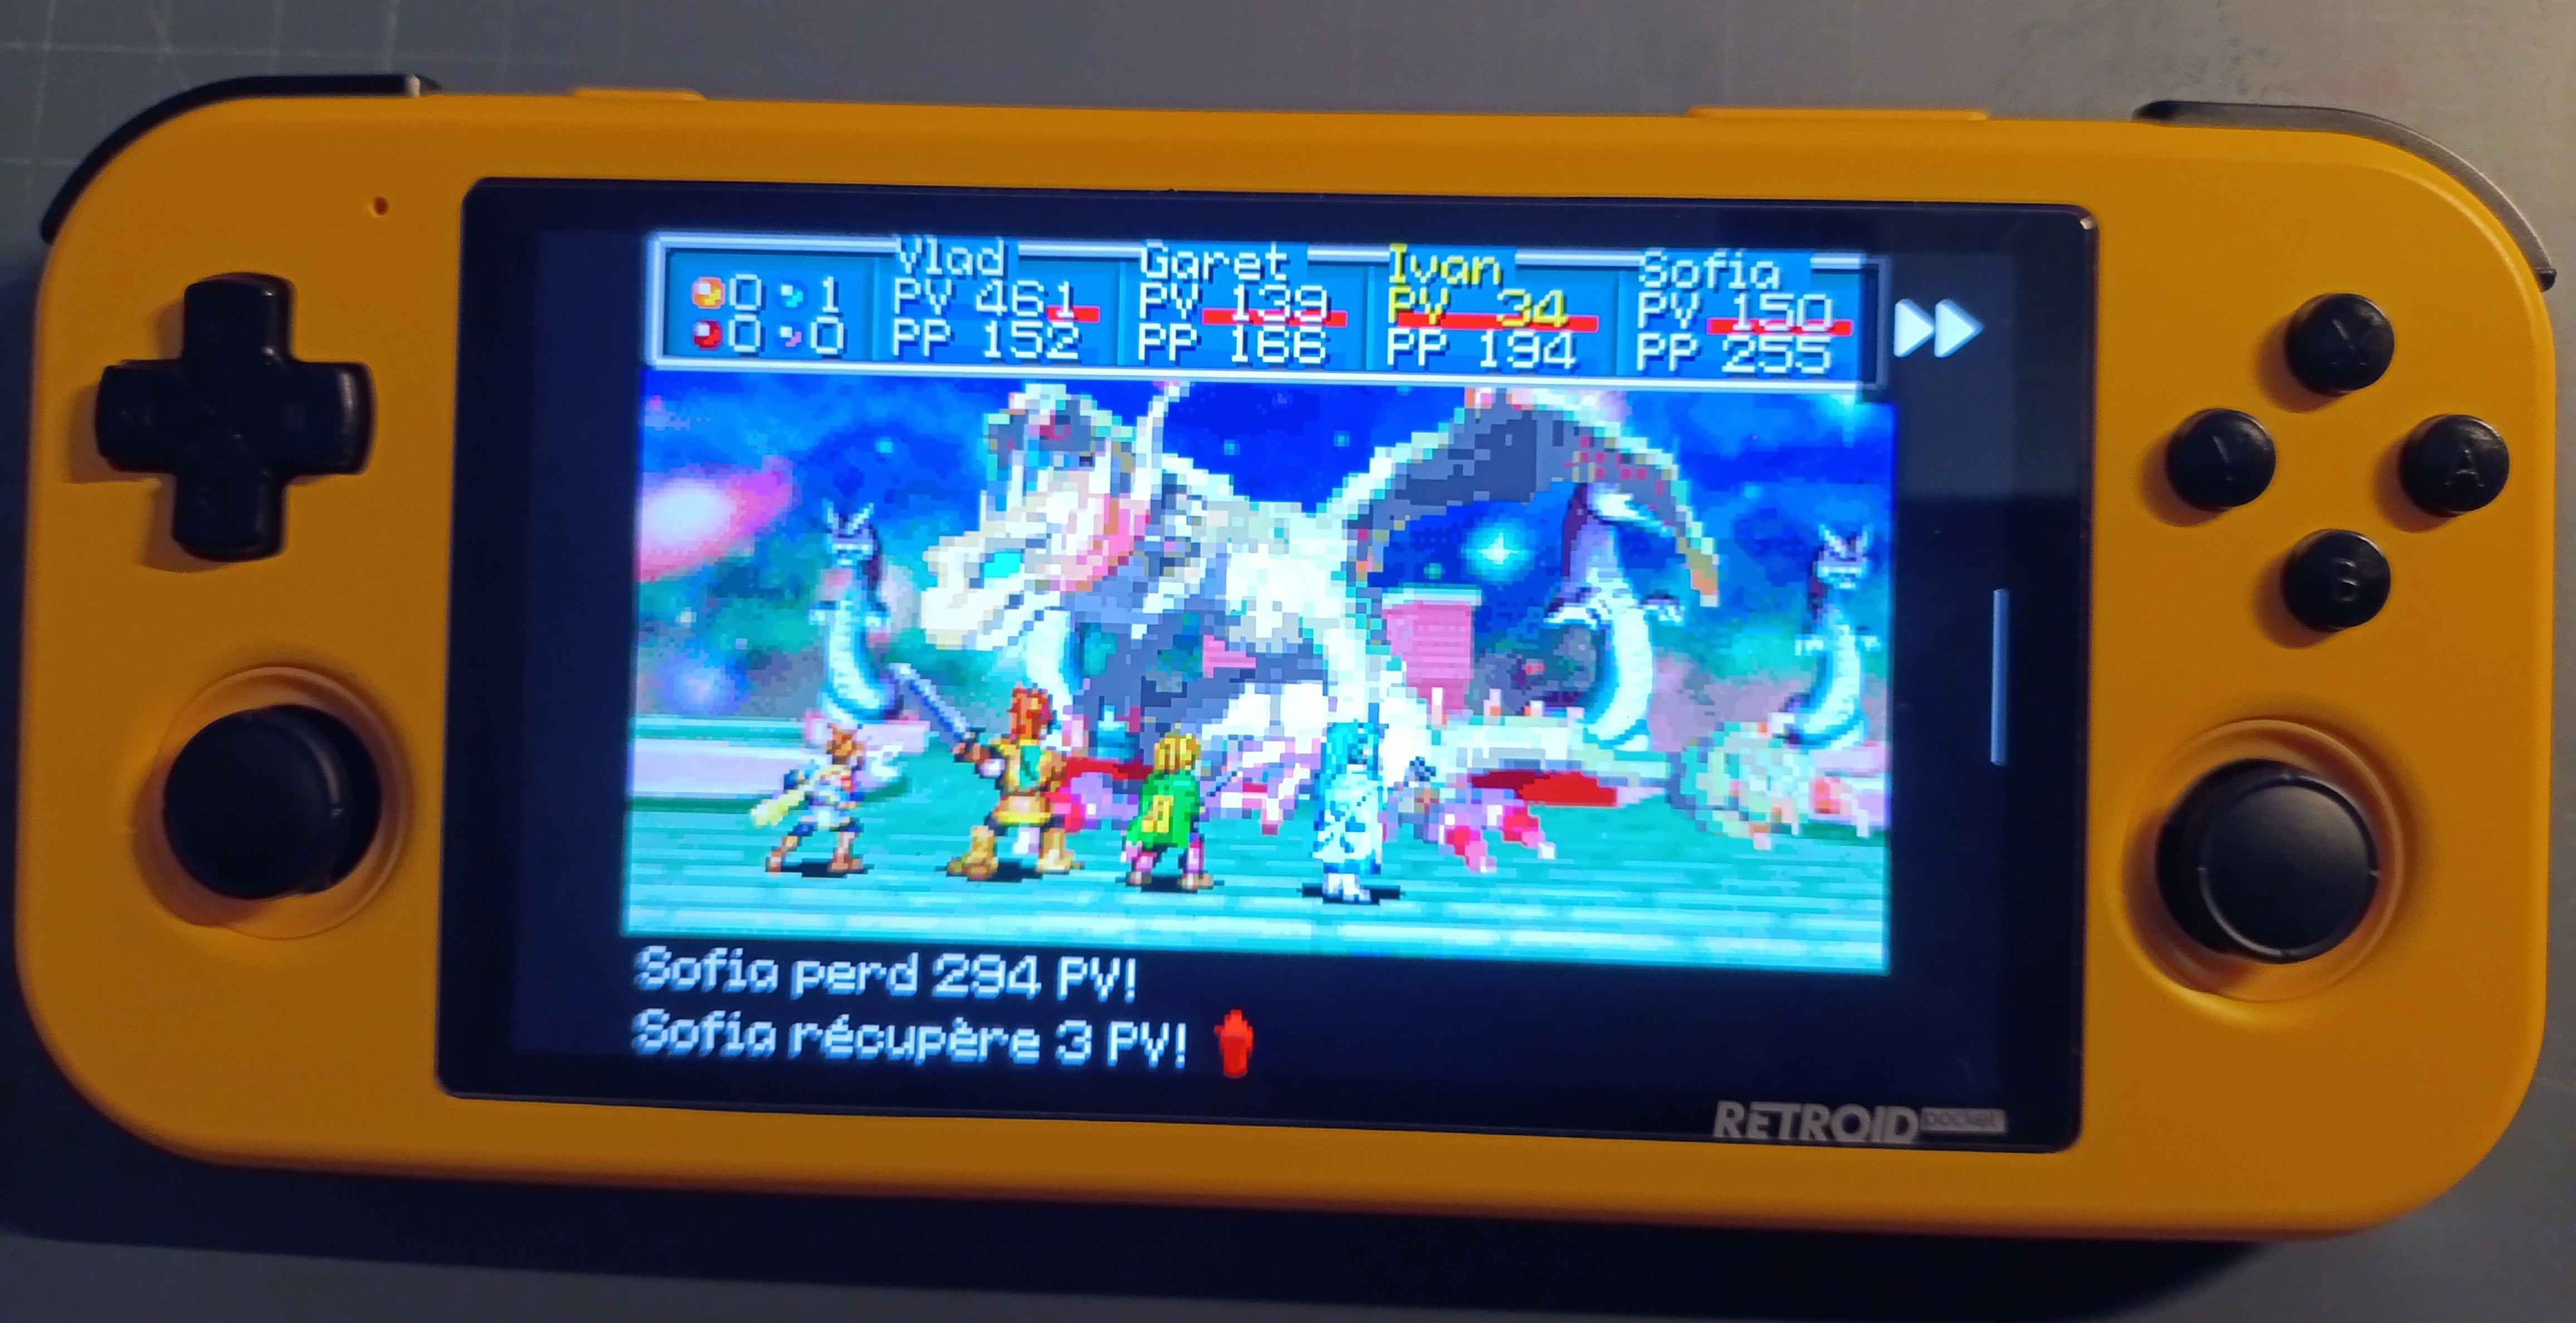 Vlad Garet Ivan Sofia
0 1 PV 461 PV 139 PV 34 PV 150
0 0 PP 152 PP 166 PP 194 PP 255
X
Y A
B
Sofia perd 294 PV!
Sofia récupère 3 PV!
RETROID POCKET